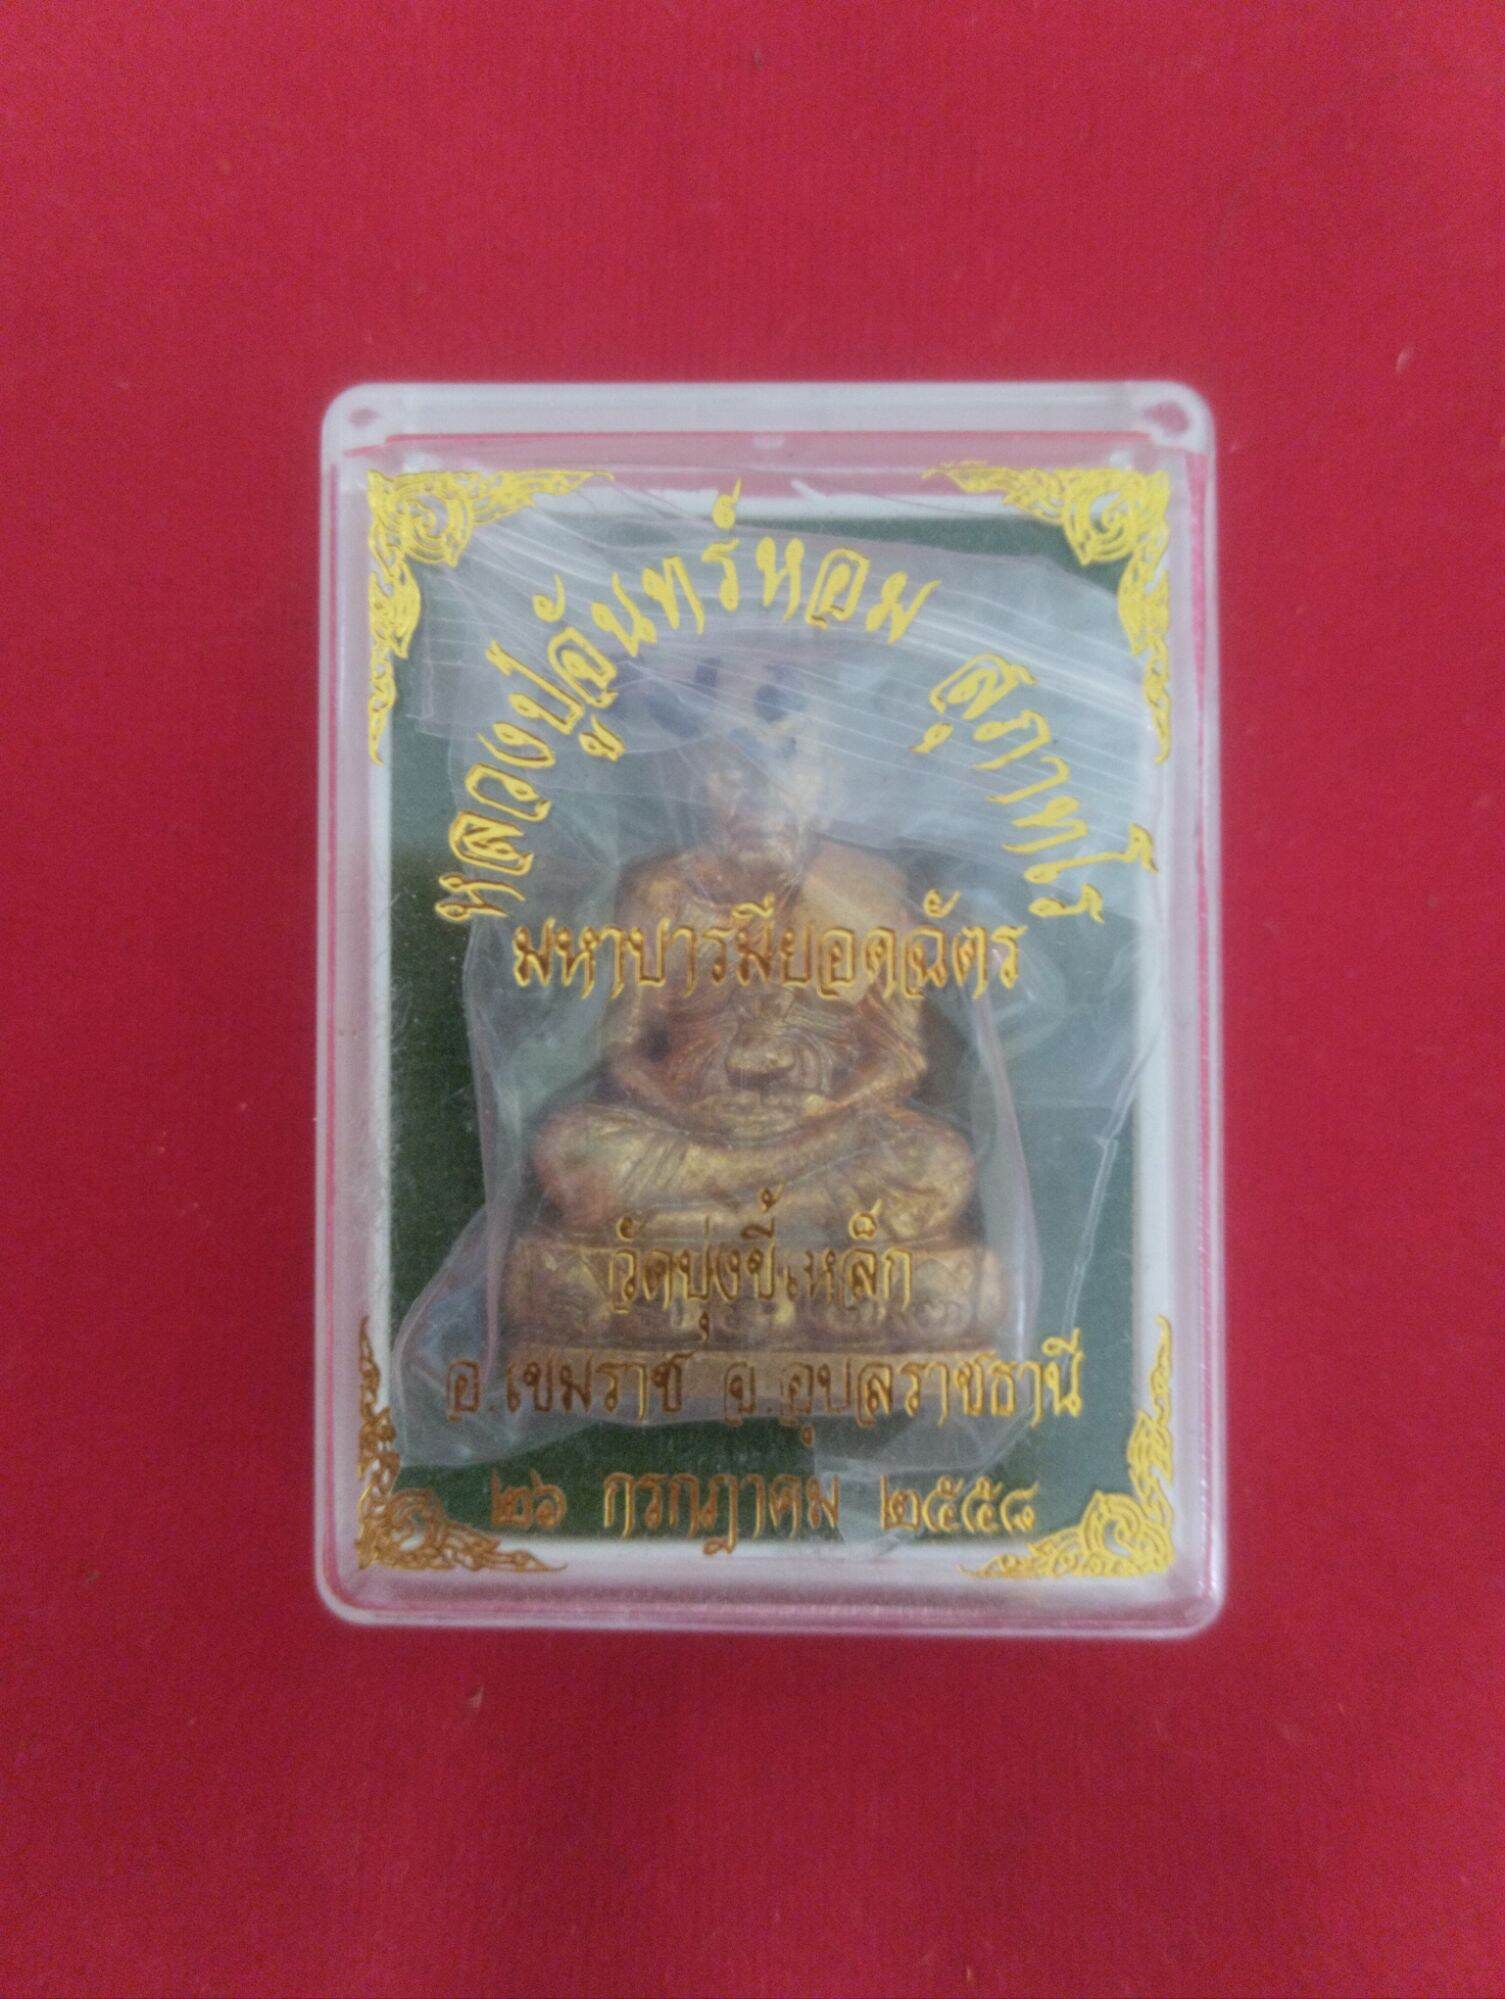 หลวงปู่จันทร์หอม สุภาทโร
มหาบารมียอดฉัตร
วัดบุ่งขี้เหล็ก
อ.เขมราช จ.อุบลราชธานี
๒๖ กรกฎาคม ๒๕๕๘